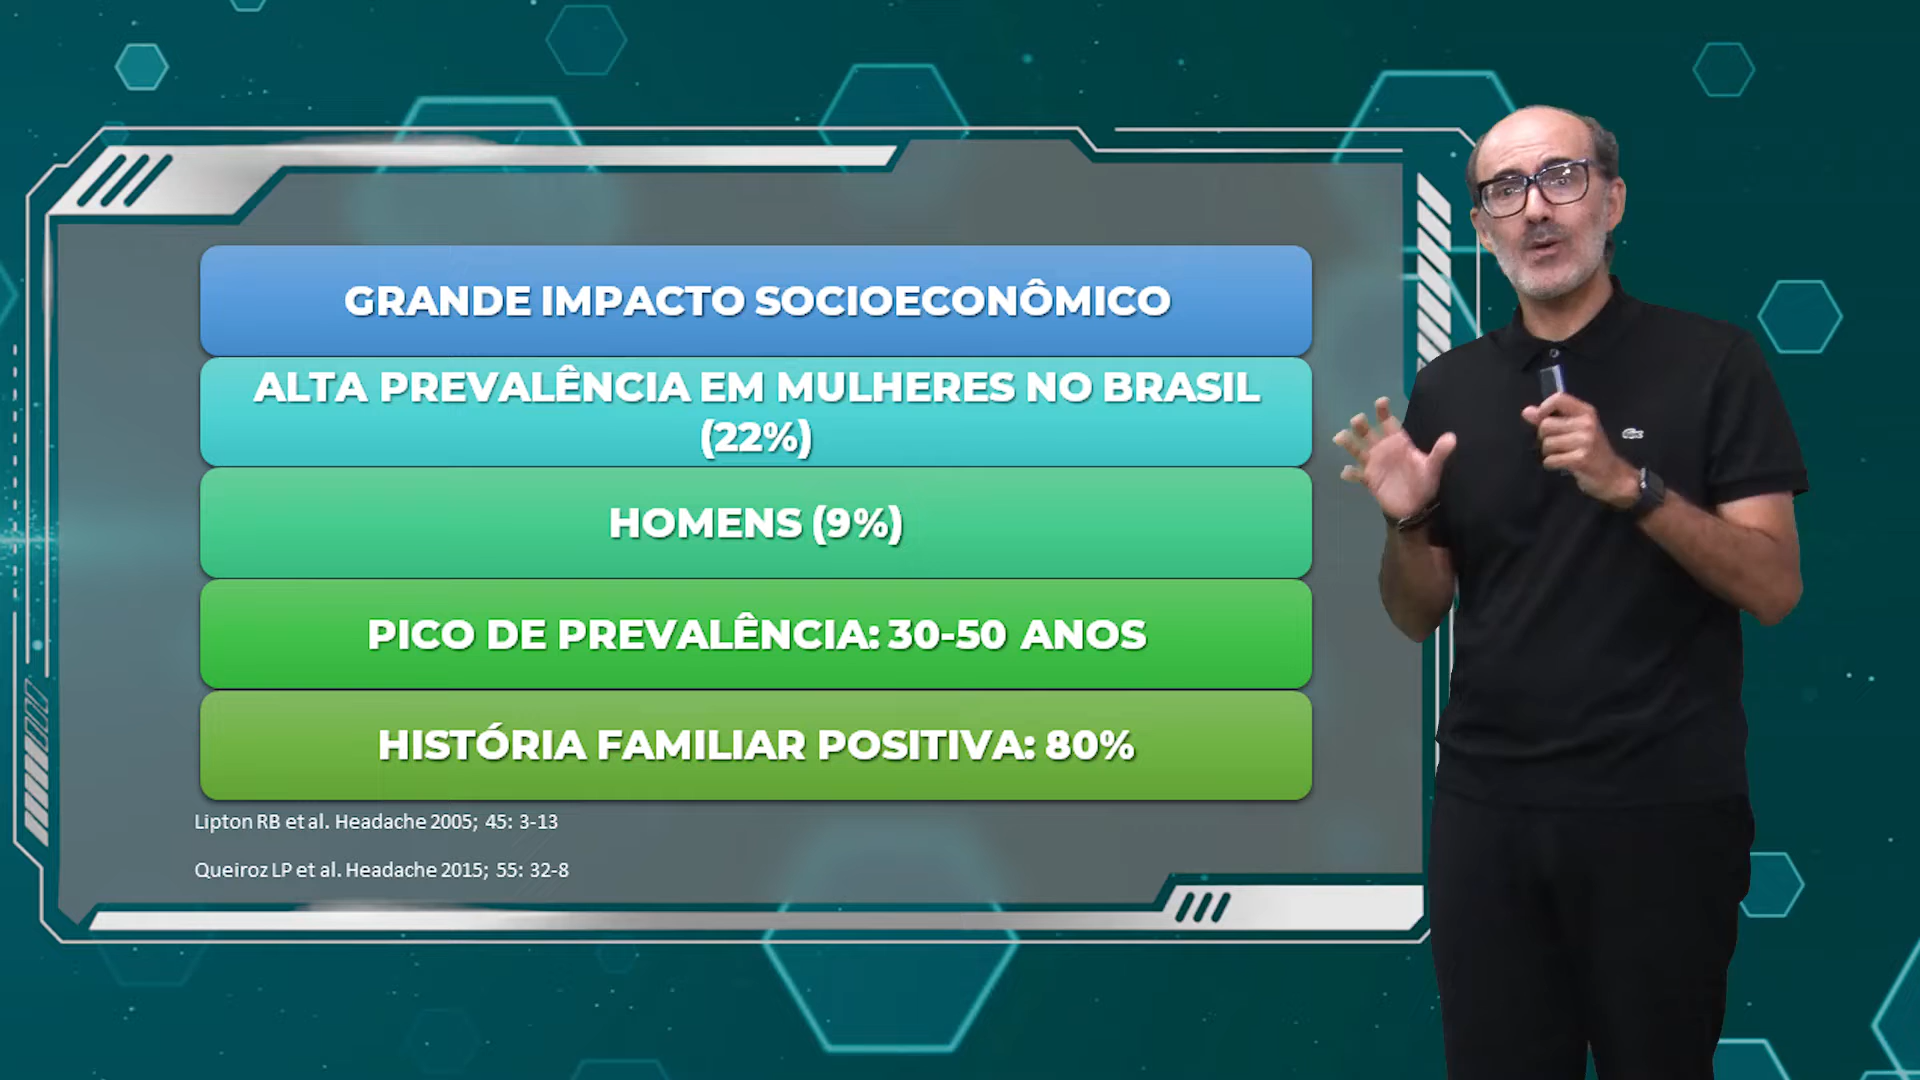 GRANDE IMPACTO SOCIOECONÔMICO
ALTA PREVALÊNCIA EM MULHERES NO BRASIL
(22%)
HOMENS (9%)
PICO DE PREVALÊNCIA: 30-50 ANOS
HISTÓRIA FAMILIAR POSITIVA: 80%
Lipton RB et al. Headache 2005; 45: 3-13
Queiroz LP et al. Headache 2015; 55: 32-8